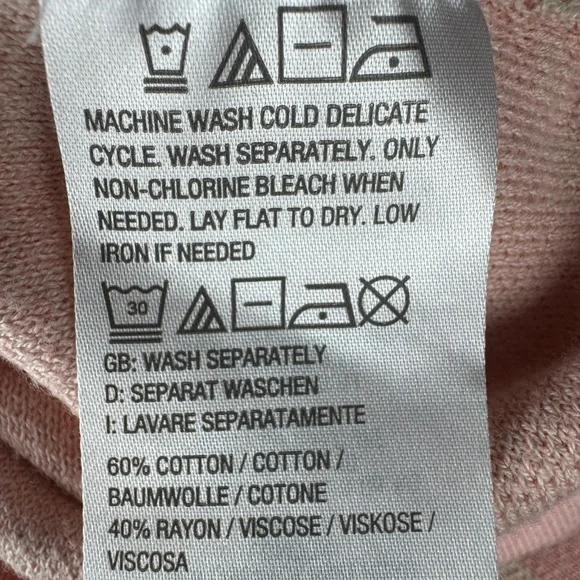 MACHINE WASH COLD DELICATE
CYCLE. WASH SEPARATELY. ONLY
NON-CHLORINE BLEACH WHEN
NEEDED. LAY FLAT TO DRY. LOW
IRON IF NEEDED
30
GB: WASH SEPARATELY
D: SEPARAT WASCHEN
I: LAVARE SEPARATAMENTE
60% COTTON / COTTON /
BAUMWOLLE / COTONE
40% RAYON / VISCOSE / VISKOSE /
VISCOSA